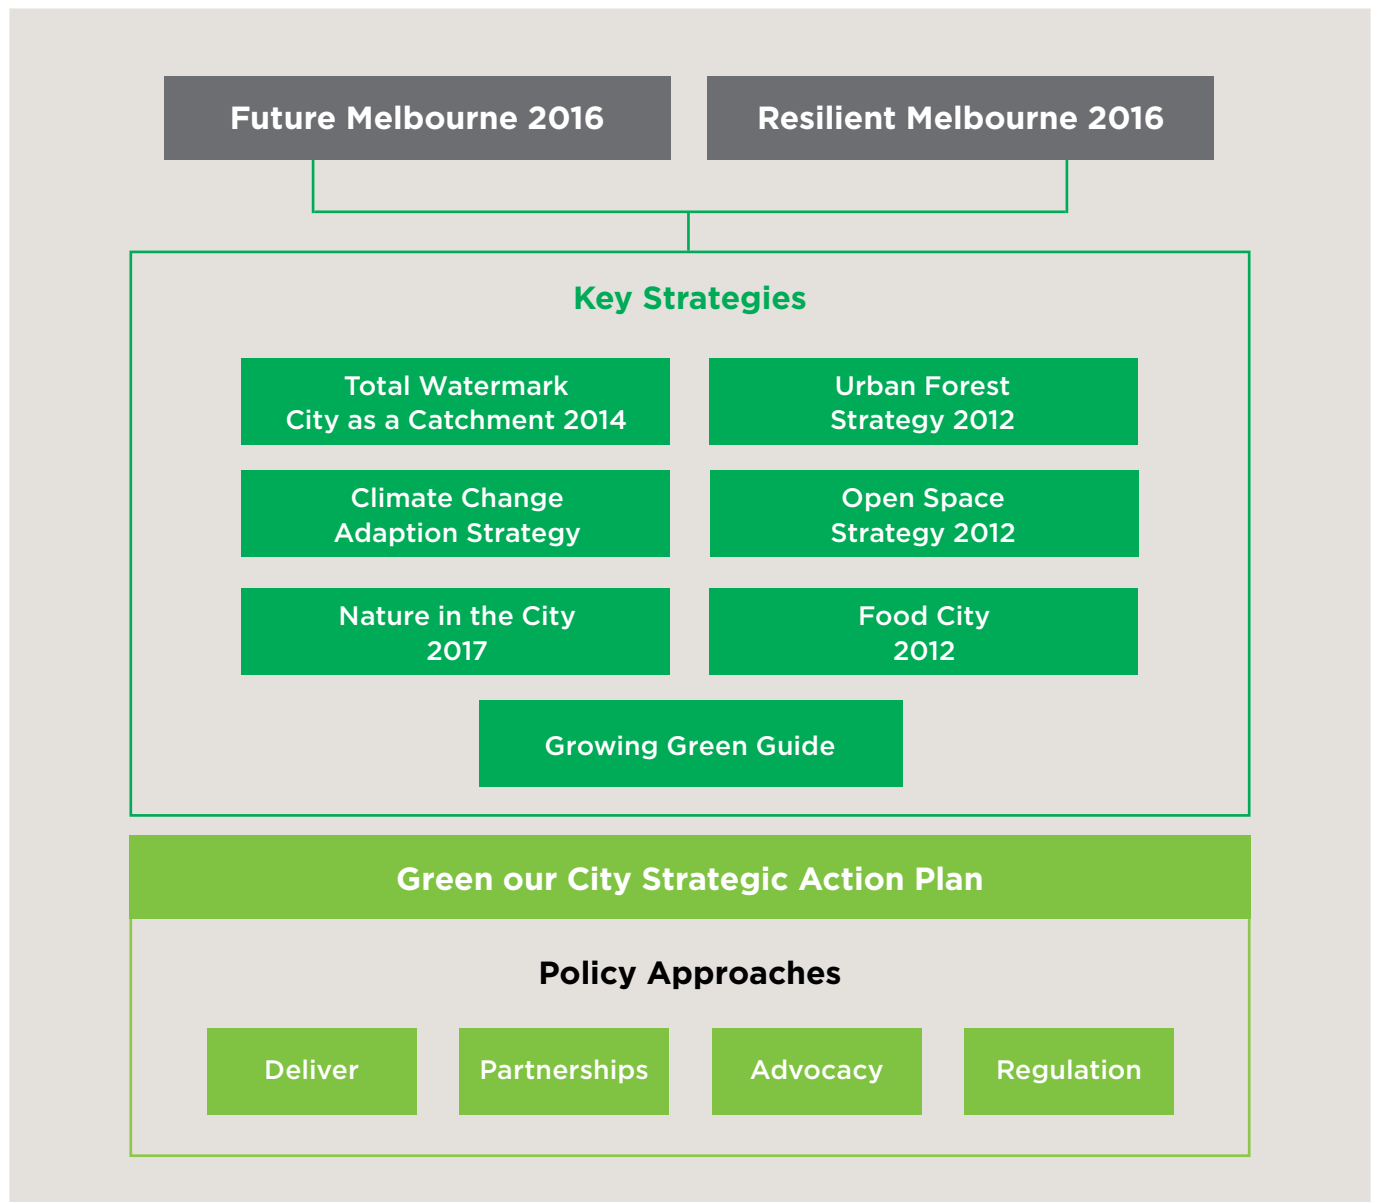 Future Melbourne 2016
Resilient Melbourne 2016
Key Strategies
Total Watermark
City as a Catchment 2014
Urban Forest
Strategy 2012
Climate Change
Adaption Strategy
Open Space
Strategy 2012
Nature in the City
2017
Food City
2012
Growing Green Guide
Green our City Strategic Action Plan
Policy Approaches
Deliver
Partnerships
Advocacy
Regulation